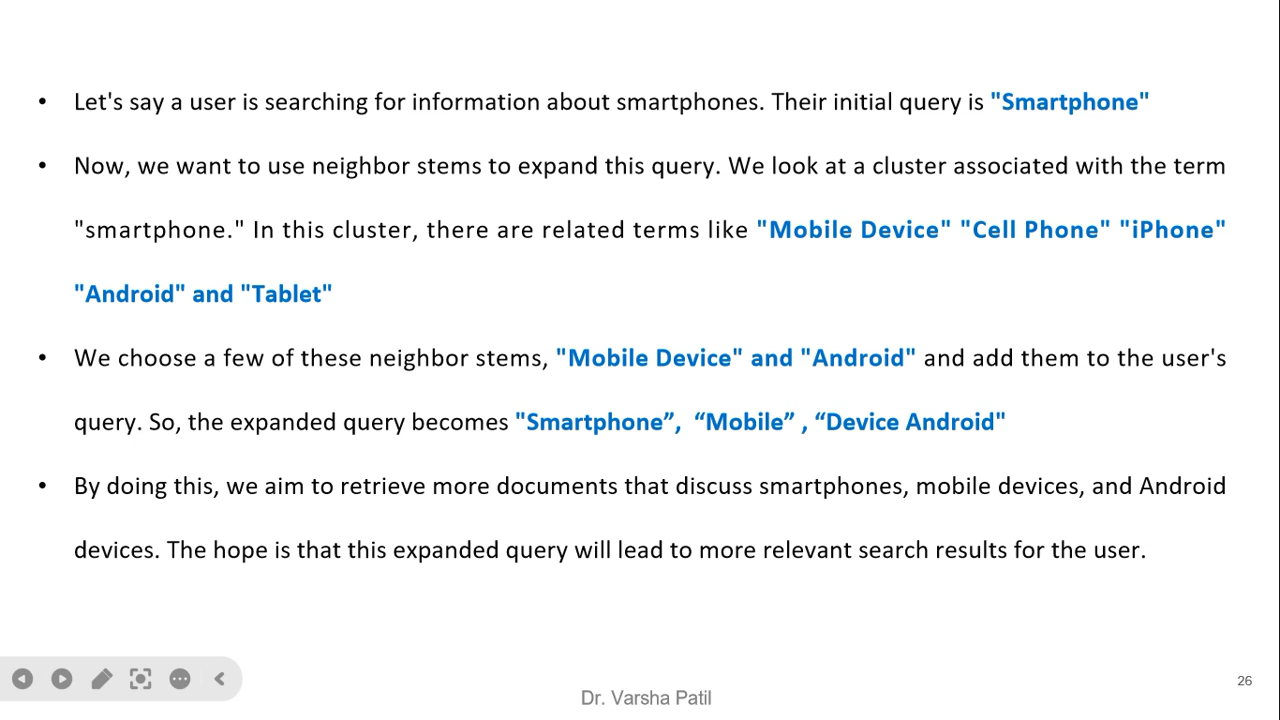 • Let's say a user is searching for information about smartphones. Their initial query is "Smartphone"
• Now, we want to use neighbor stems to expand this query. We look at a cluster associated with the term
"smartphone." In this cluster, there are related terms like "Mobile Device" "Cell Phone" "iPhone"
"Android" and "Tablet"
• We choose a few of these neighbor stems, "Mobile Device" and "Android" and add them to the user's
query. So, the expanded query becomes "Smartphone”, “Mobile” , “Device Android"
• By doing this, we aim to retrieve more documents that discuss smartphones, mobile devices, and Android
devices. The hope is that this expanded query will lead to more relevant search results for the user.
26
Dr. Varsha Patil